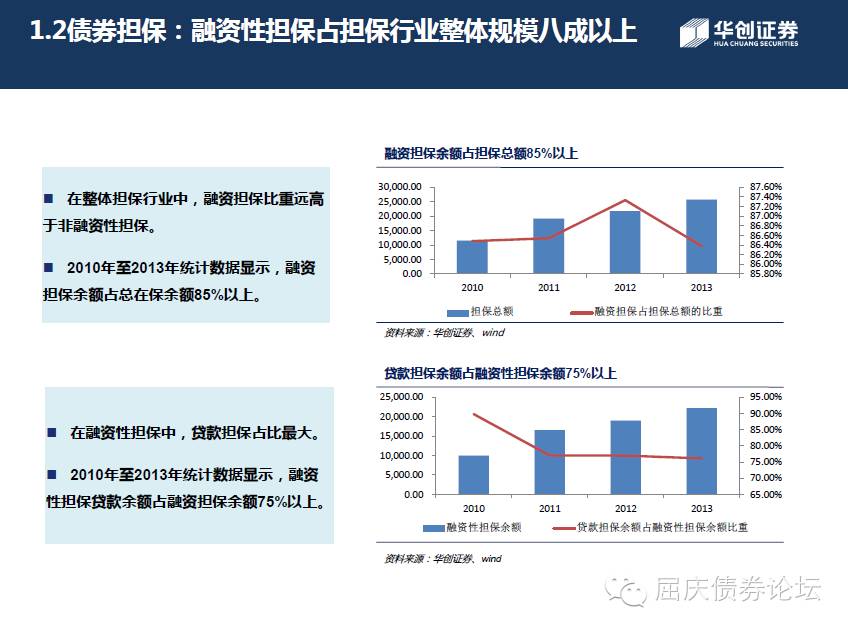 1.2债券担保：融资性担保占担保行业整体规模八成以上
华创证券
HUA CHUANG SECURITIES
■ 在整体担保行业中，融资担保比重远高
于非融资性担保。
■ 2010年至2013年统计数据显示，融资
担保余额占总在保余额85%以上。
融资担保余额占担保总额85%以上
30,000.00
25,000.00
20,000.00
15,000.00
10,000.00
5,000.00
0.00
87.60%
87.40%
87.20%
87.00%
86.80%
86.60%
86.40%
86.20%
86.00%
85.80%
2010 2011 2012 2013
担保总额 融资担保占担保总额的比重
资料来源：华创证券、wind
■ 在融资性担保中，贷款担保占比最大。
■ 2010年至2013年统计数据显示，融资
性担保贷款余额占融资担保余额75%以上。
贷款担保余额占融资性担保余额75%以上
25,000.00
20,000.00
15,000.00
10,000.00
5,000.00
0.00
95.00%
90.00%
85.00%
80.00%
75.00%
70.00%
65.00%
2010 2011 2012 2013
融资性担保余额 贷款担保余额占融资性担保余额比重
资料来源：华创证券、wind
屈庆债券论坛